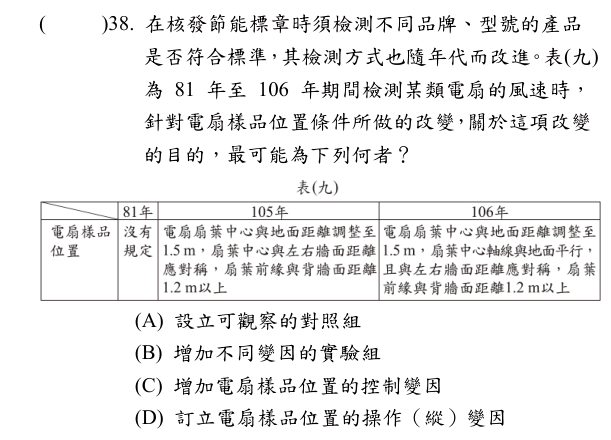 (　　)38. 在核發節能標章時須檢測不同品牌、型號的產品
是否符合標準，其檢測方式也隨年代而改進。表(九)
為 81 年至 106 年期間檢測某類電扇的風速時，
針對電扇樣品位置條件所做的改變，關於這項改變
的目的，最可能為下列何者？
表(九)
81年 105年 106年
電扇樣品 沒有 電扇扇葉中心與地面距離調整至 電扇扇葉中心與地面距離調整至
位置 規定 1.5 m，扇葉中心與左右牆面距離 1.5 m，扇葉中心軸線與地面平行，
應對稱，扇葉前緣與背牆面距離 且與左右牆面距離應對稱，扇葉
1.2 m以上 前緣與背牆面距離1.2 m以上
(A) 設立可觀察的對照組
(B) 增加不同變因的實驗組
(C) 增加電扇樣品位置的控制變因
(D) 訂立電扇樣品位置的操作（縱）變因